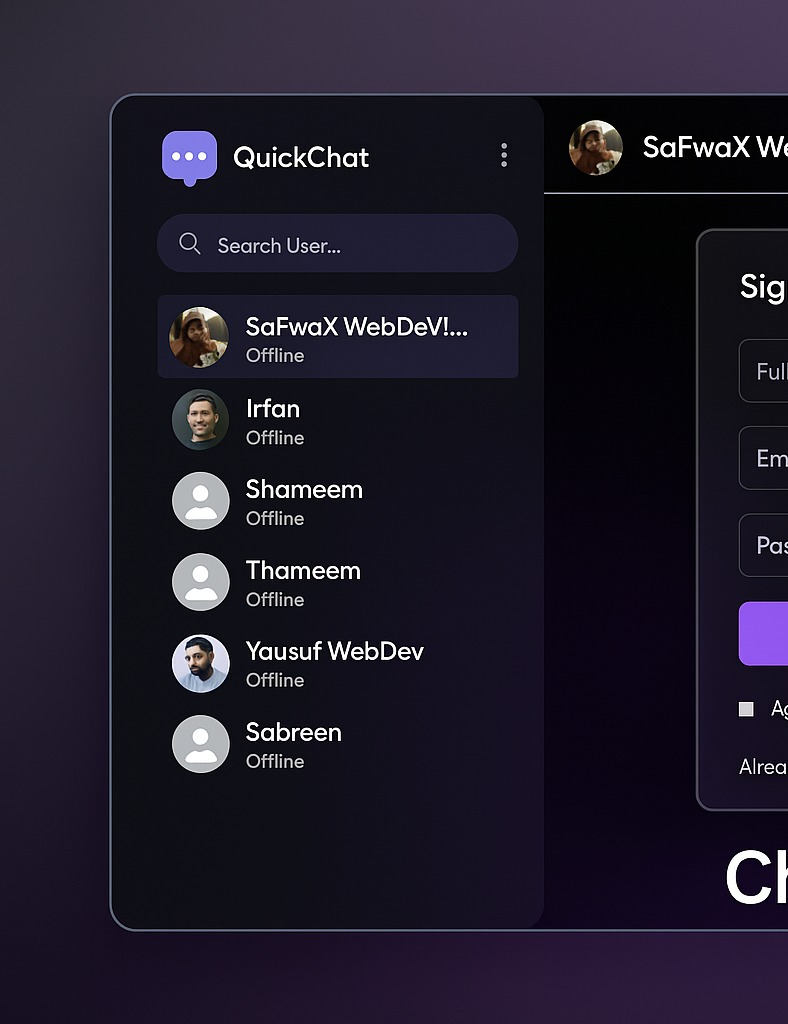 QuickChat
Search User...
SaFwaX WebDeV!...
Offline
Irfan
Offline
Shameem
Offline
Thameem
Offline
Yausuf WebDev
Offline
Sabreen
Offline
SaFwaX We
Sig
Full
Em
Pas
Ag
Alrea
Ch